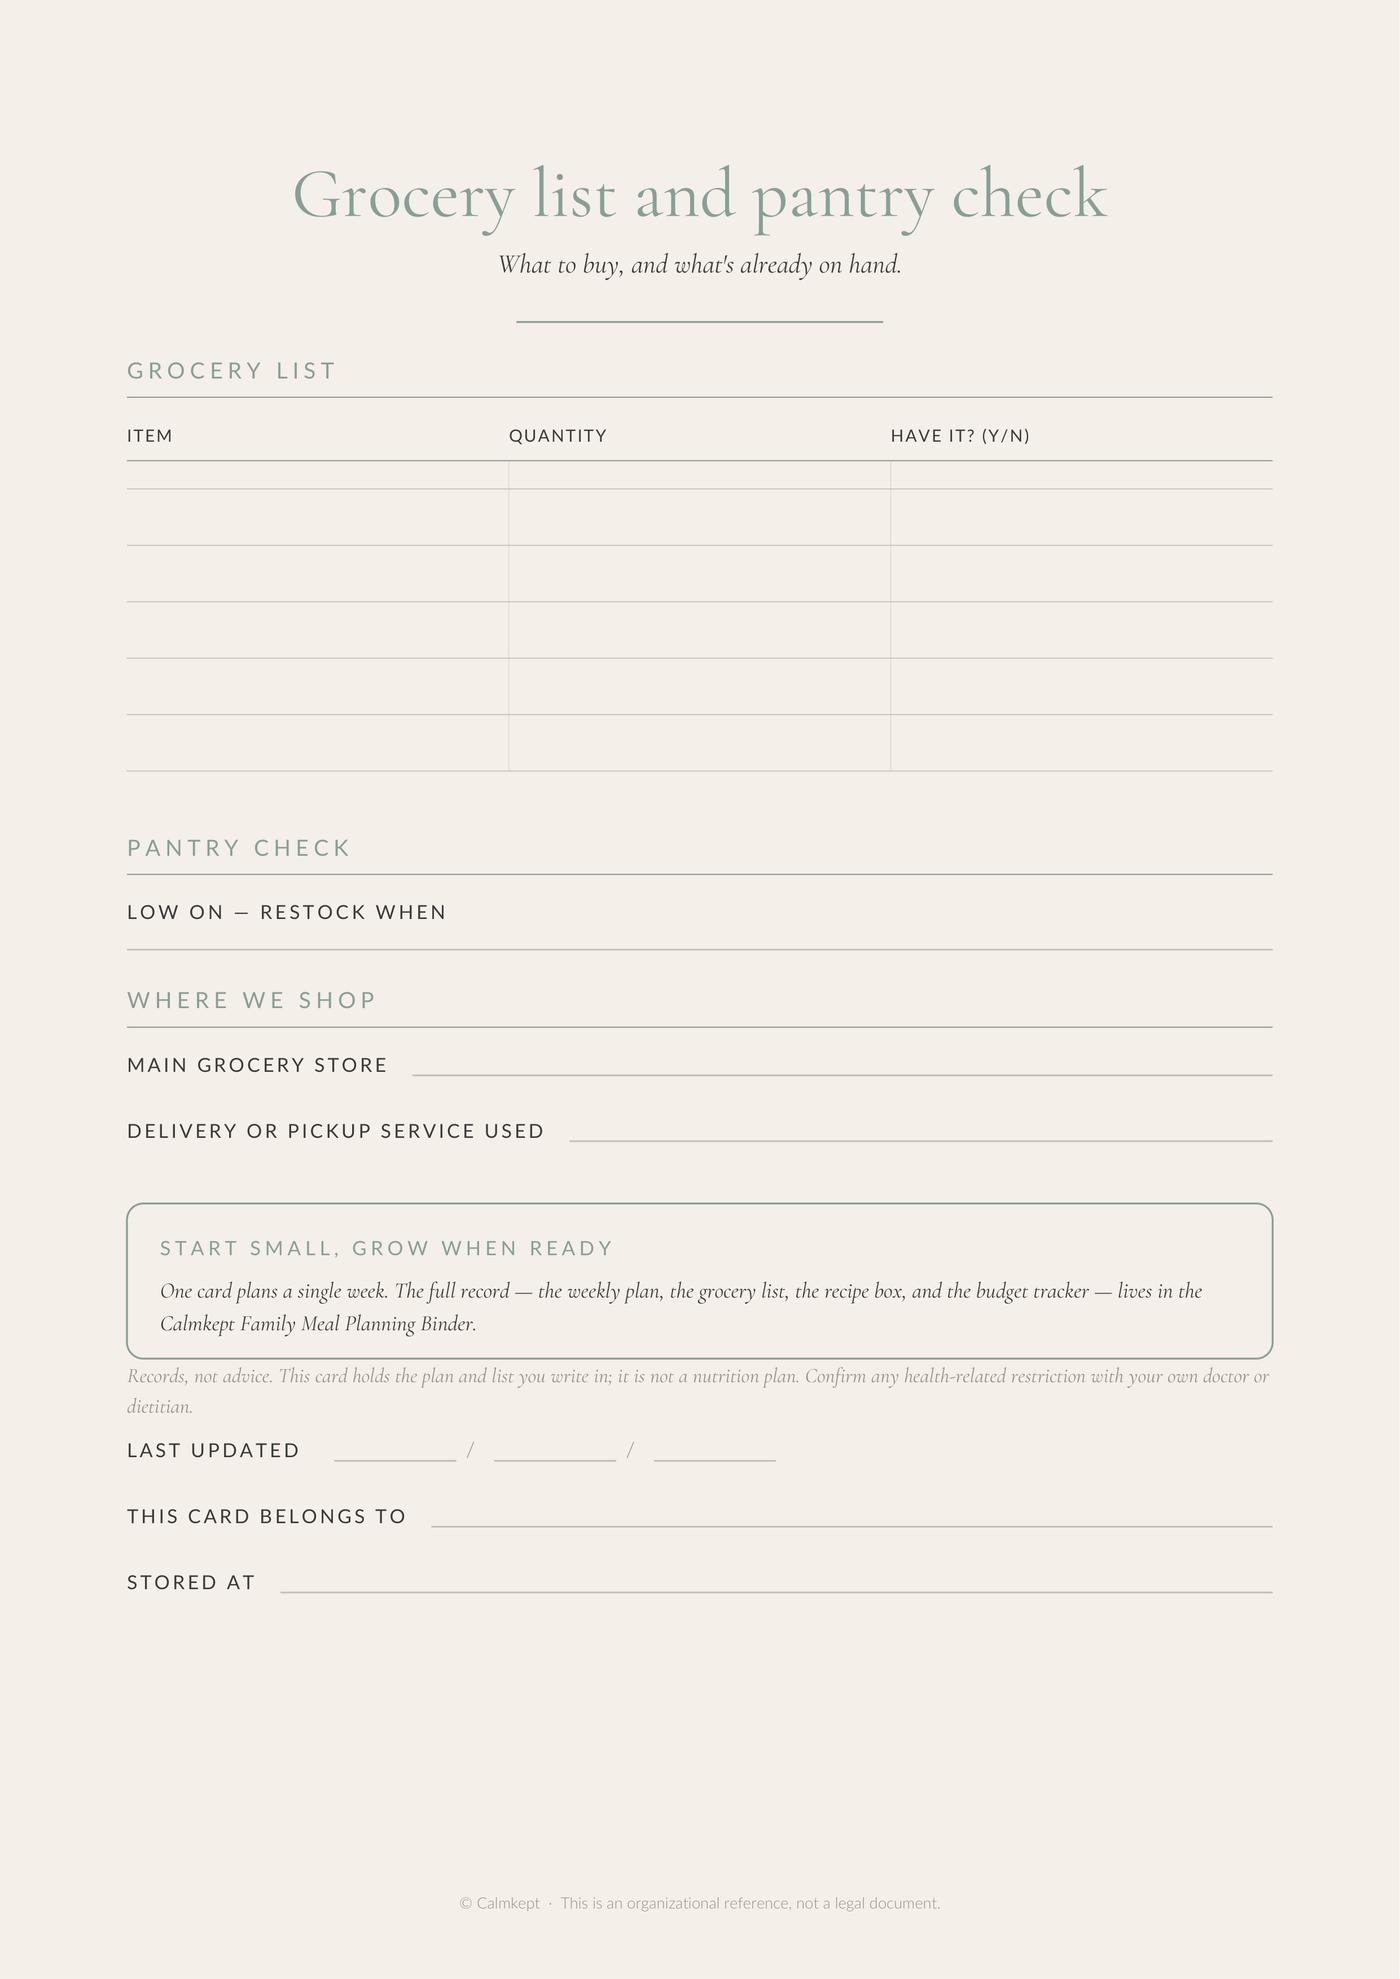 Grocery list and pantry check
What to buy, and what's already on hand.
GROCERY LIST
ITEM QUANTITY HAVE IT? (Y/N)
PANTRY CHECK
LOW ON — RESTOCK WHEN
WHERE WE SHOP
MAIN GROCERY STORE
DELIVERY OR PICKUP SERVICE USED
START SMALL, GROW WHEN READY
One card plans a single week. The full record — the weekly plan, the grocery list, the recipe box, and the budget tracker — lives in the
Calmkept Family Meal Planning Binder.
Records, not advice. This card holds the plan and list you write in; it is not a nutrition plan. Confirm any health-related restriction with your own doctor or
dietitian.
LAST UPDATED / /
THIS CARD BELONGS TO
STORED AT
© Calmkept · This is an organizational reference, not a legal document.